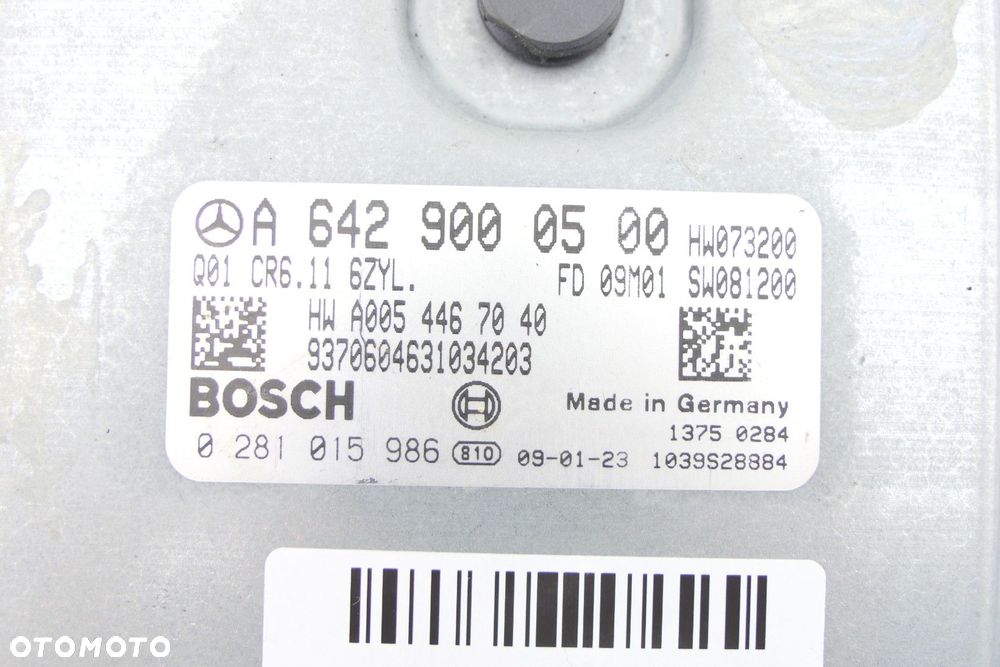 A 642 900 05 00 HW073200
Q01 CR6.11 6ZYL. FD 09M01 SW081200
HW A005 446 70 40
9370604631034203
BOSCH
Made in Germany
1375 0284
0 281 015 986 810 09-01-23 1039S28884
OTOMOTO